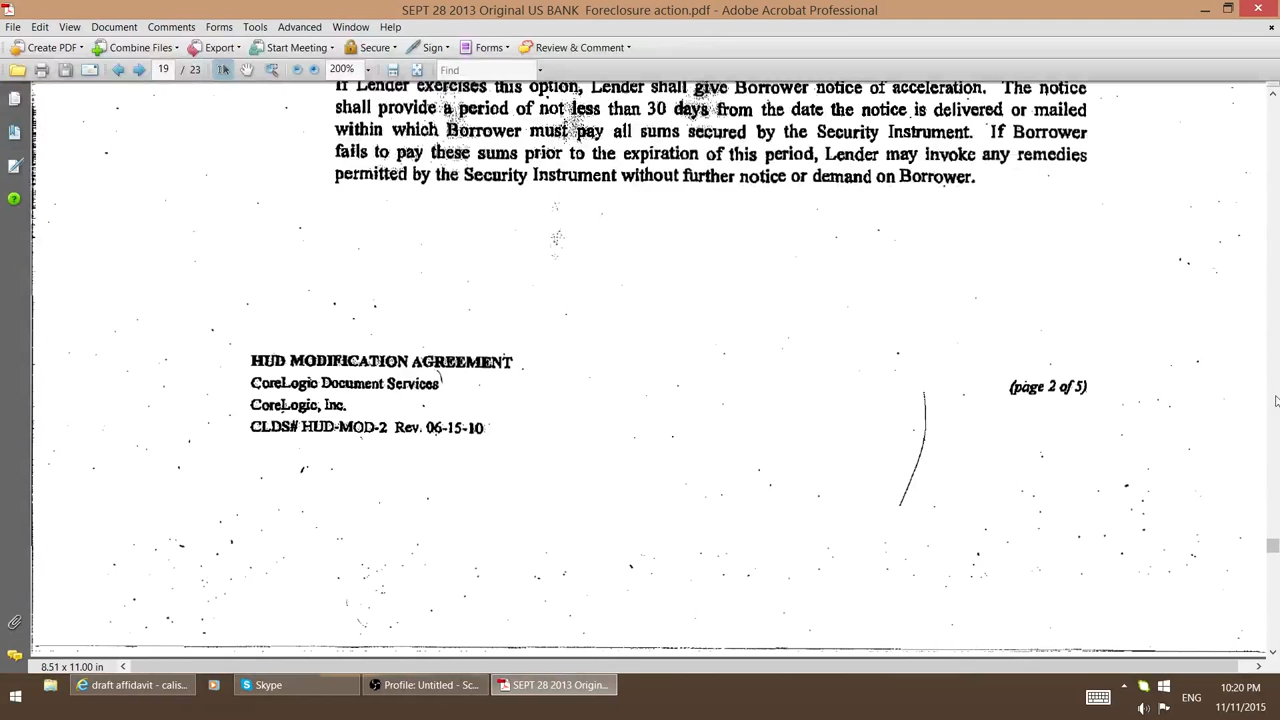 SEPT 28 2013 Original US BANK  Foreclosure action.pdf - Adobe Acrobat Professional
File Edit View Document Comments Forms Tools Advanced Window Help
Create PDF Combine Files Export Start Meeting Secure Sign Forms Review & Comment
19 / 23 200% Find
If Lender exercises this option, Lender shall give Borrower notice of acceleration. The notice
shall provide a period of not less than 30 days from the date the notice is delivered or mailed
within which Borrower must pay all sums secured by the Security Instrument. If Borrower
fails to pay these sums prior to the expiration of this period, Lender may invoke any remedies
permitted by the Security Instrument without further notice or demand on Borrower.
HUD MODIFICATION AGREEMENT
CoreLogic Document Services
(page 2 of 5)
CoreLogic, Inc.
CLDS# HUD-MOD-2 Rev. 06-15-10
8.51 x 11.00 in
draft affidavit - calis... Skype Profile: Untitled - Sc... SEPT 28 2013 Origin... ENG 10:20 PM
11/11/2015